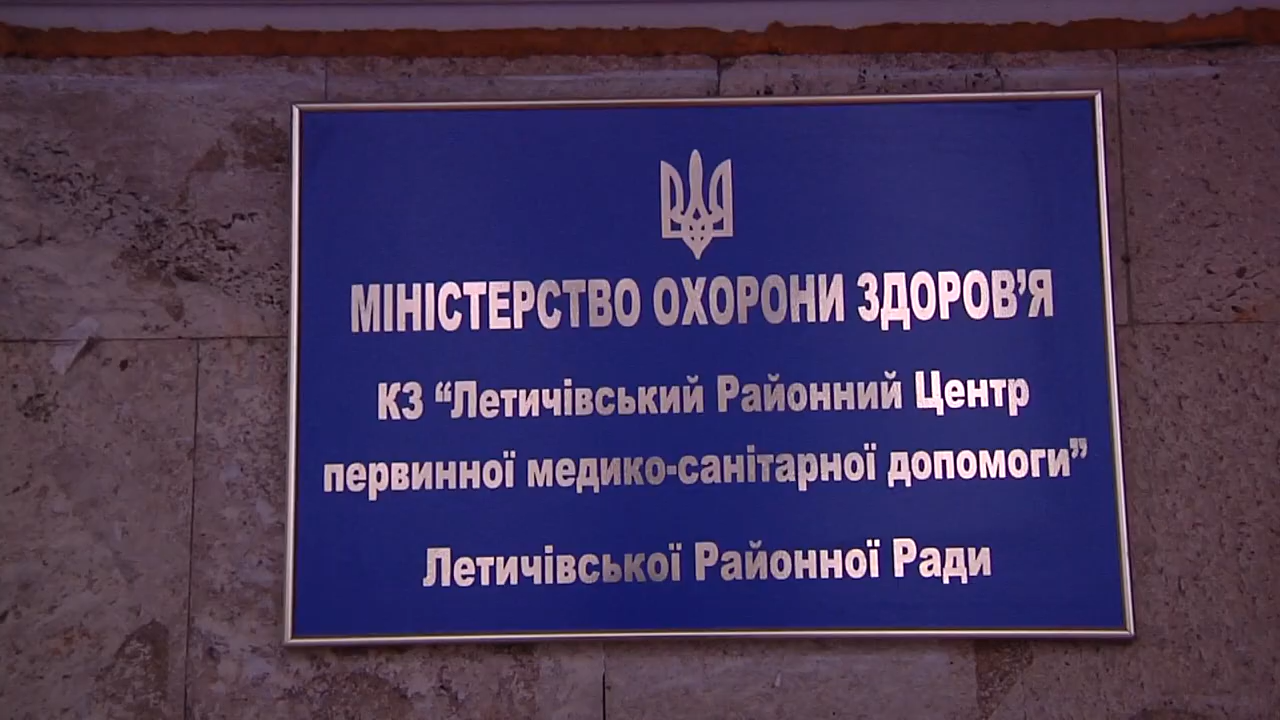 МІНІСТЕРСТВО ОХОРОНИ ЗДОРОВ’Я
КЗ “Летичівський Районний Центр
первинної медико-санітарної допомоги”
Летичівської Районної Ради